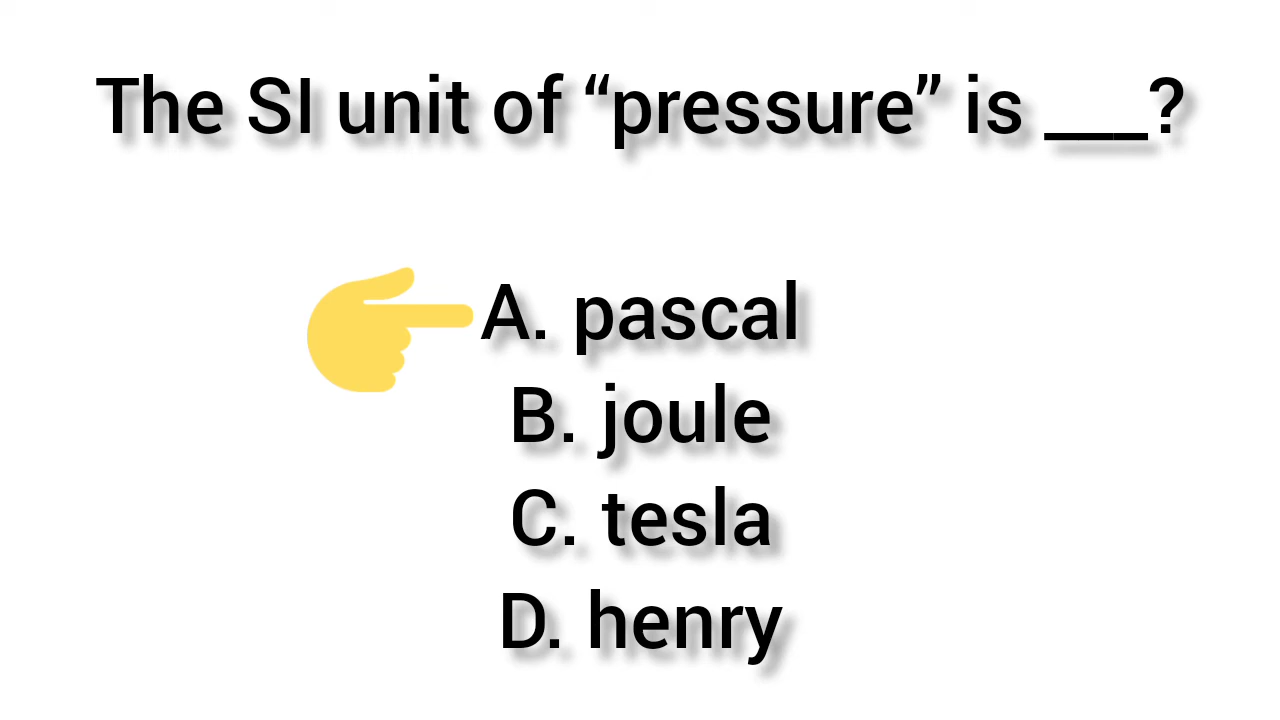 The SI unit of “pressure” is ___?
A. pascal
B. joule
C. tesla
D. henry